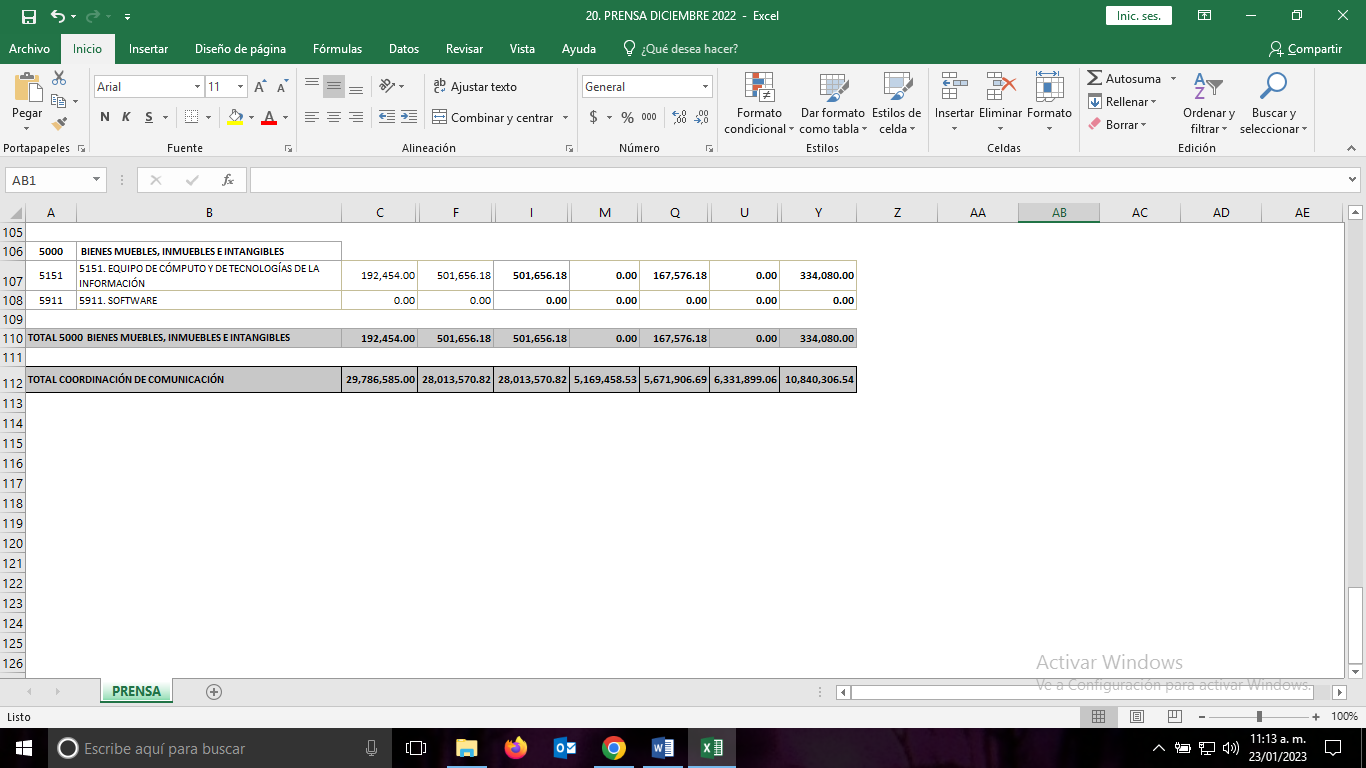 20. PRENSA DICIEMBRE 2022 - Excel
Inic. ses.
Archivo Inicio Insertar Diseño de página Fórmulas Datos Revisar Vista Ayuda ¿Qué desea hacer? Compartir
Pegar
Portapapeles
Arial 11
N K S
Fuente
Ajustar texto
Combinar y centrar
Alineación
General
$ % 000
Número
Formato condicional
Dar formato como tabla
Estilos de celda
Estilos
Insertar Eliminar Formato
Celdas
Autosuma
Rellenar
Borrar
Ordenar y filtrar
Buscar y seleccionar
Edición
AB1 fx
A B C F I M Q U Y Z AA AB AC AD AE
105
106 5000 BIENES MUEBLES, INMUEBLES E INTANGIBLES
107 5151 5151. EQUIPO DE CÓMPUTO Y DE TECNOLOGÍAS DE LA INFORMACIÓN 192,454.00 501,656.18 501,656.18 0.00 167,576.18 0.00 334,080.00
108 5911 5911. SOFTWARE 0.00 0.00 0.00 0.00 0.00 0.00 0.00
109
110 TOTAL 5000 BIENES MUEBLES, INMUEBLES E INTANGIBLES 192,454.00 501,656.18 501,656.18 0.00 167,576.18 0.00 334,080.00
111
112 TOTAL COORDINACIÓN DE COMUNICACIÓN 29,786,585.00 28,013,570.82 28,013,570.82 5,169,458.53 5,671,906.69 6,331,899.06 10,840,306.54
113
114
115
116
117
118
119
120
121
122
123
124
125
126
Activar Windows
Ve a Configuración para activar Windows.
PRENSA
Listo
100%
Escribe aquí para buscar
11:13 a. m.
23/01/2023